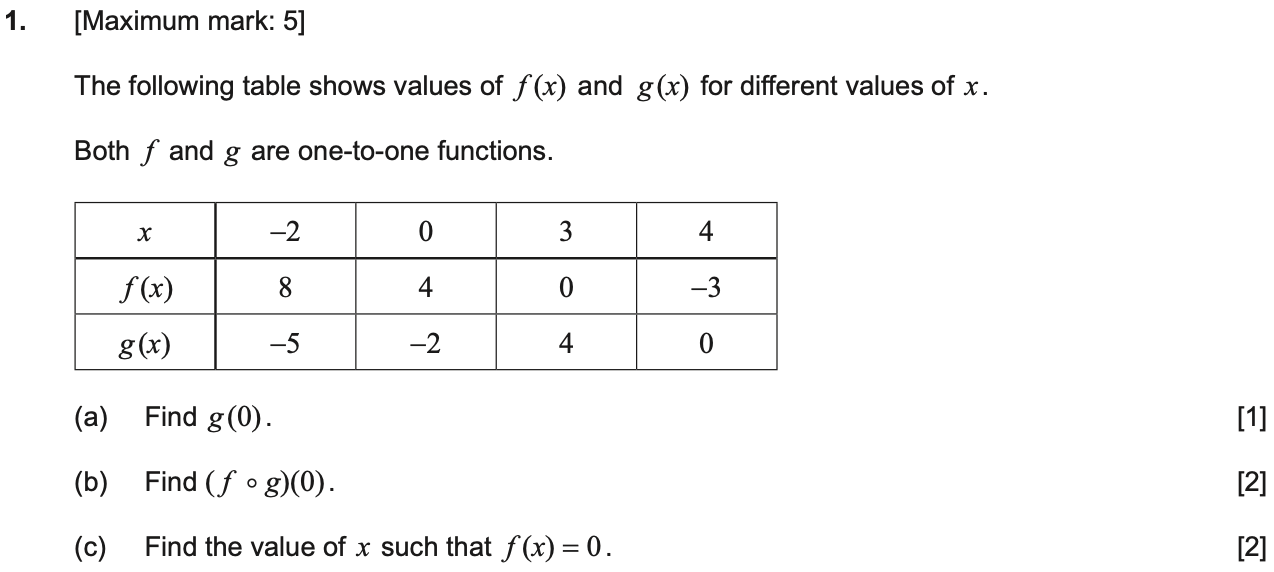 1. [Maximum mark: 5]
The following table shows values of f(x) and g(x) for different values of x.
Both f and g are one-to-one functions.
x –2 0 3 4
f(x) 8 4 0 –3
g(x) –5 –2 4 0
(a) Find g(0). [1]
(b) Find (f ∘ g)(0). [2]
(c) Find the value of x such that f(x) = 0. [2]